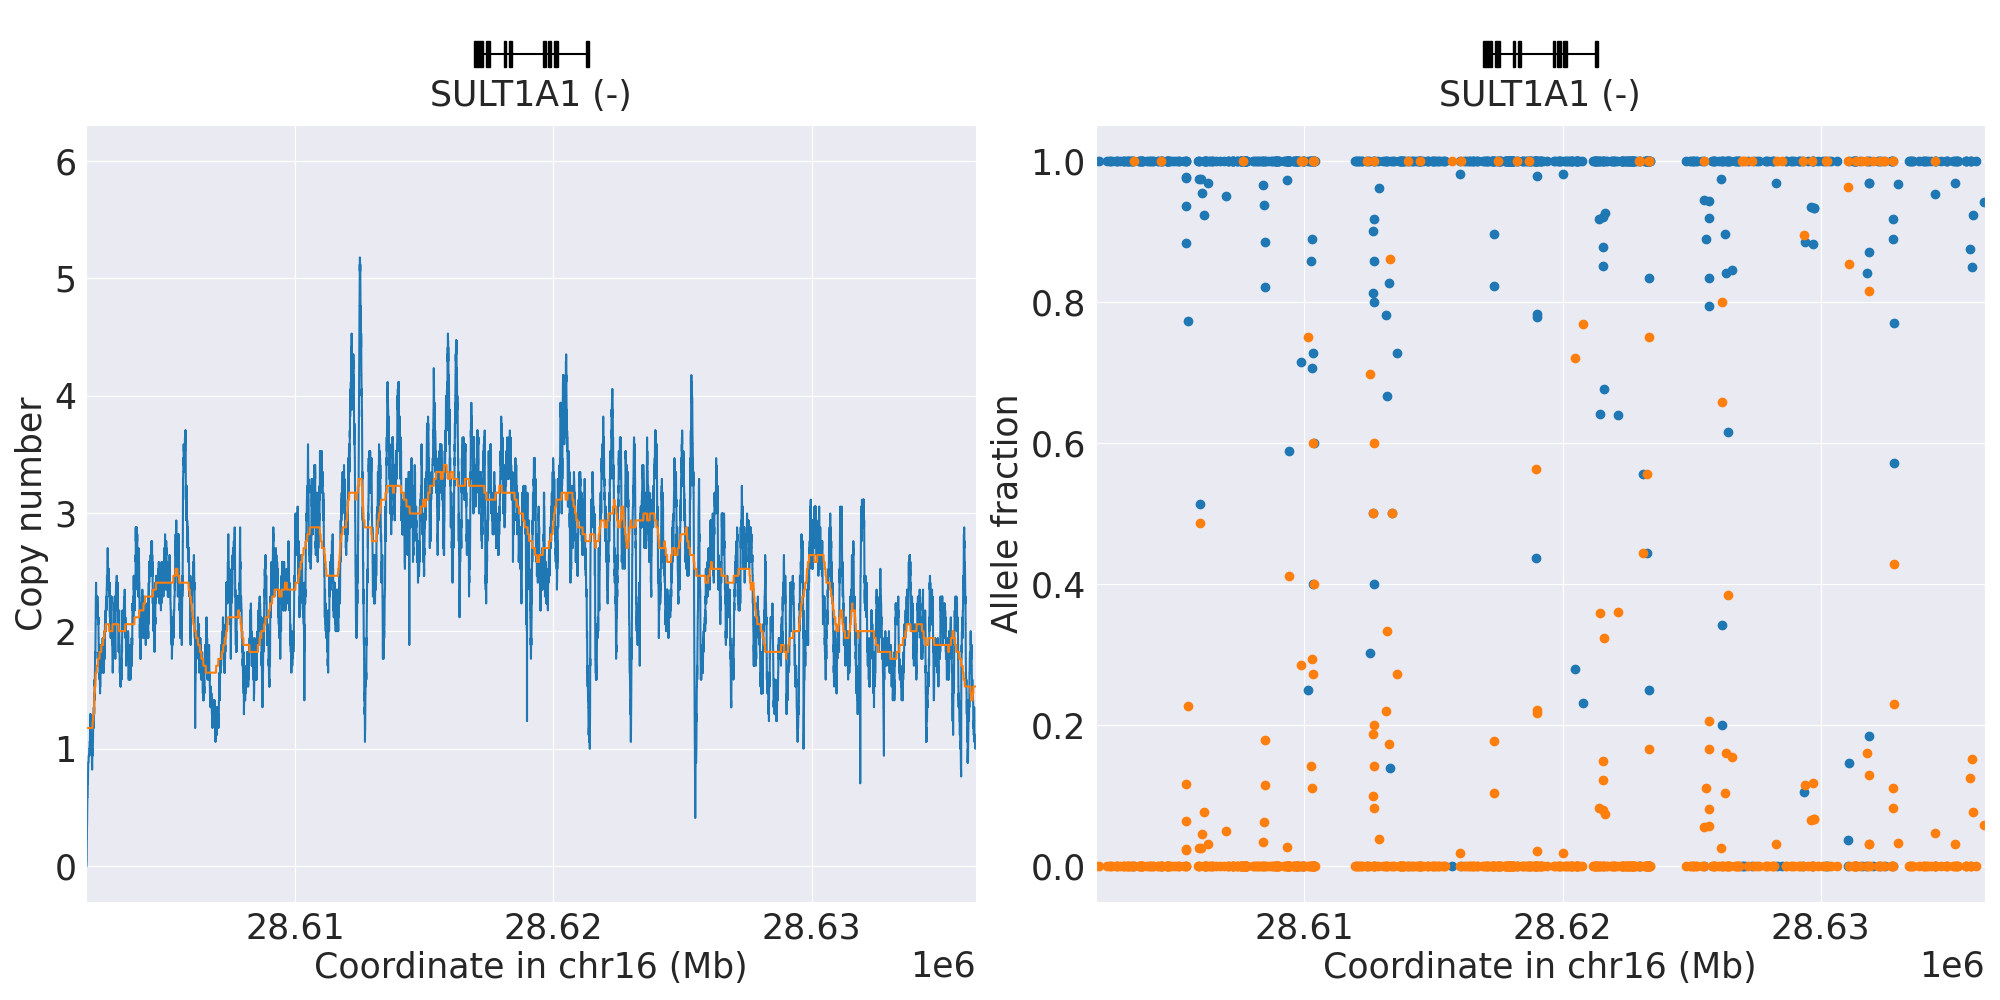 SULT1A1 (-)
6
5
4
3
2
1
0
Copy number
28.61
28.62
28.63
Coordinate in chr16 (Mb)
1e6
SULT1A1 (-)
1.0
0.8
0.6
0.4
0.2
0.0
Allele fraction
28.61
28.62
28.63
Coordinate in chr16 (Mb)
1e6